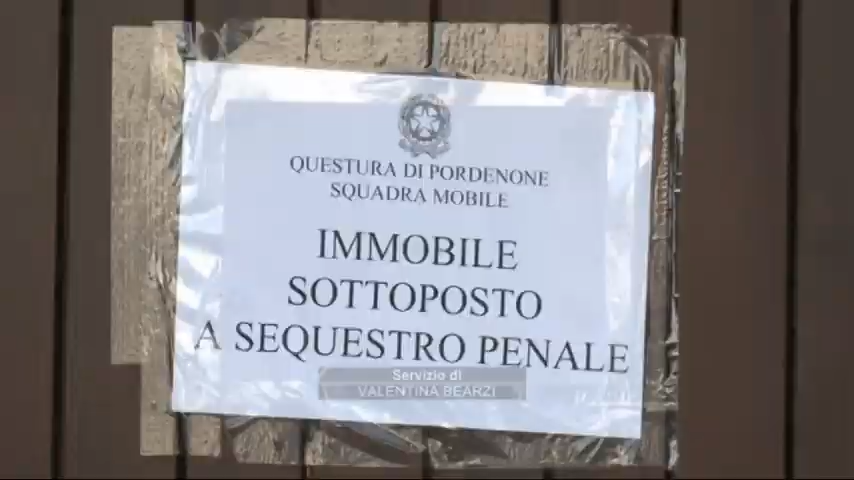 QUESTURA DI PORDENONE
SQUADRA MOBILE
IMMOBILE
SOTTOPOSTO
A SEQUESTRO PENALE
Servizio di
VALENTINA BEARZI